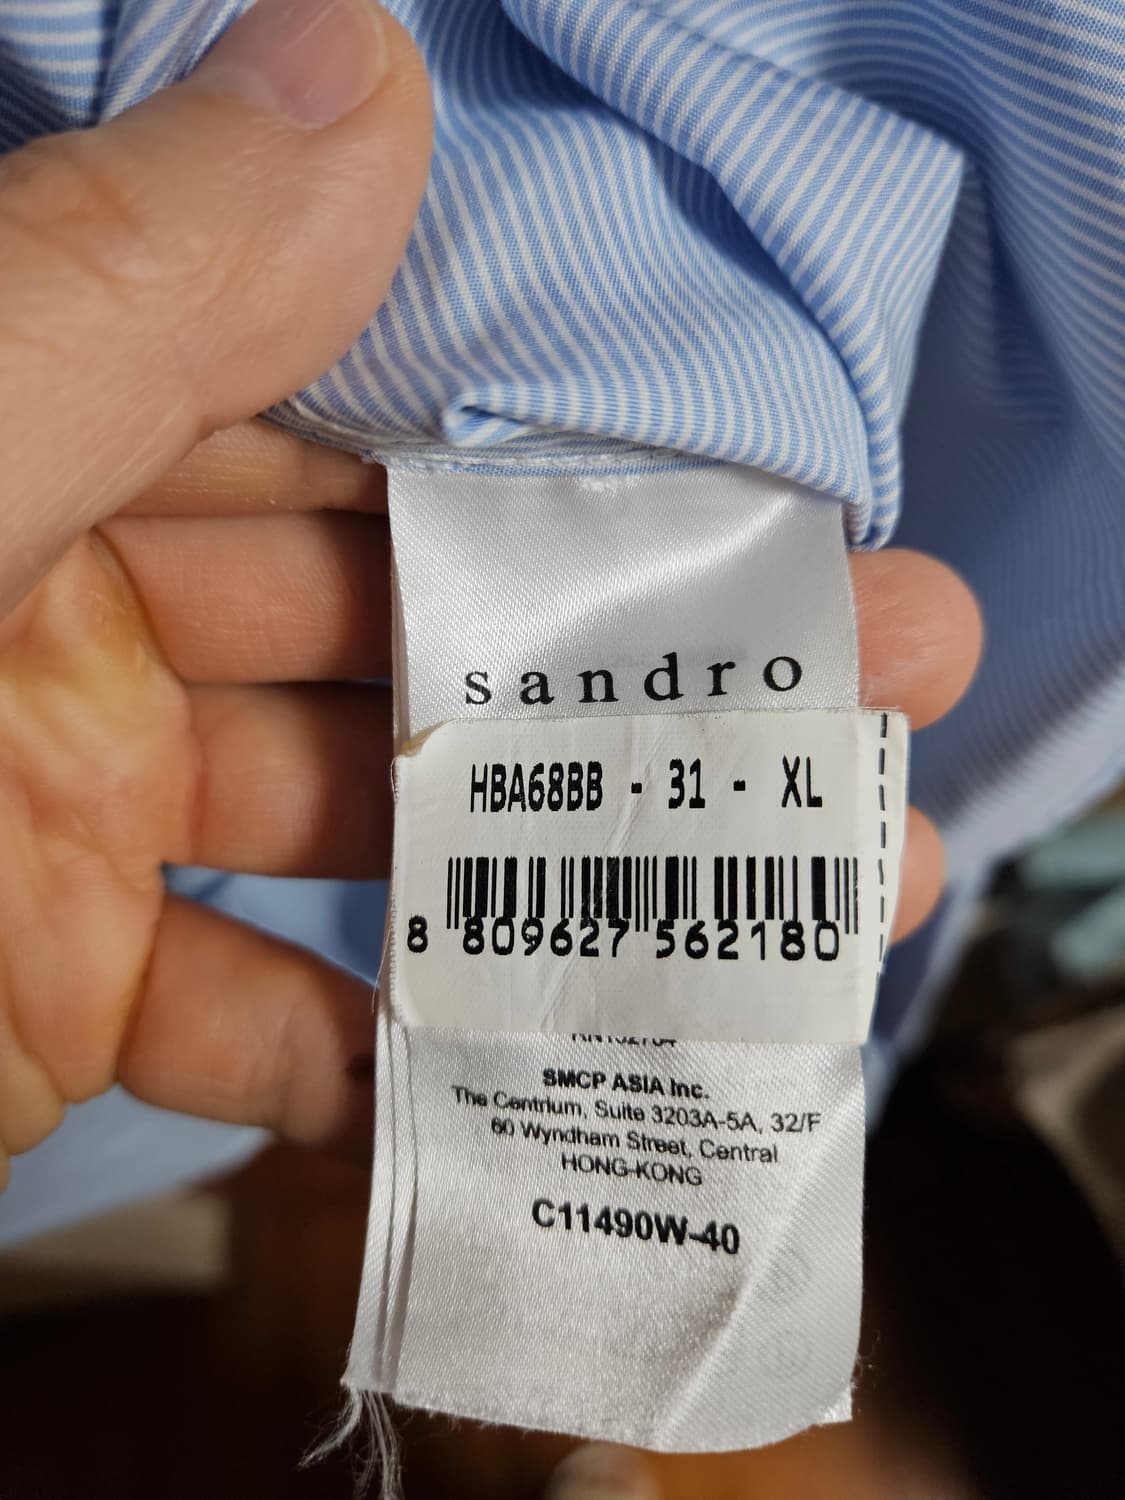 sandro
HBA68BB - 31 - XL
8 809627 562180
SMCP ASIA Inc.
The Centrium, Suite 3203A-5A, 32/F
60 Wyndham Street, Central
HONG-KONG
C11490W-40